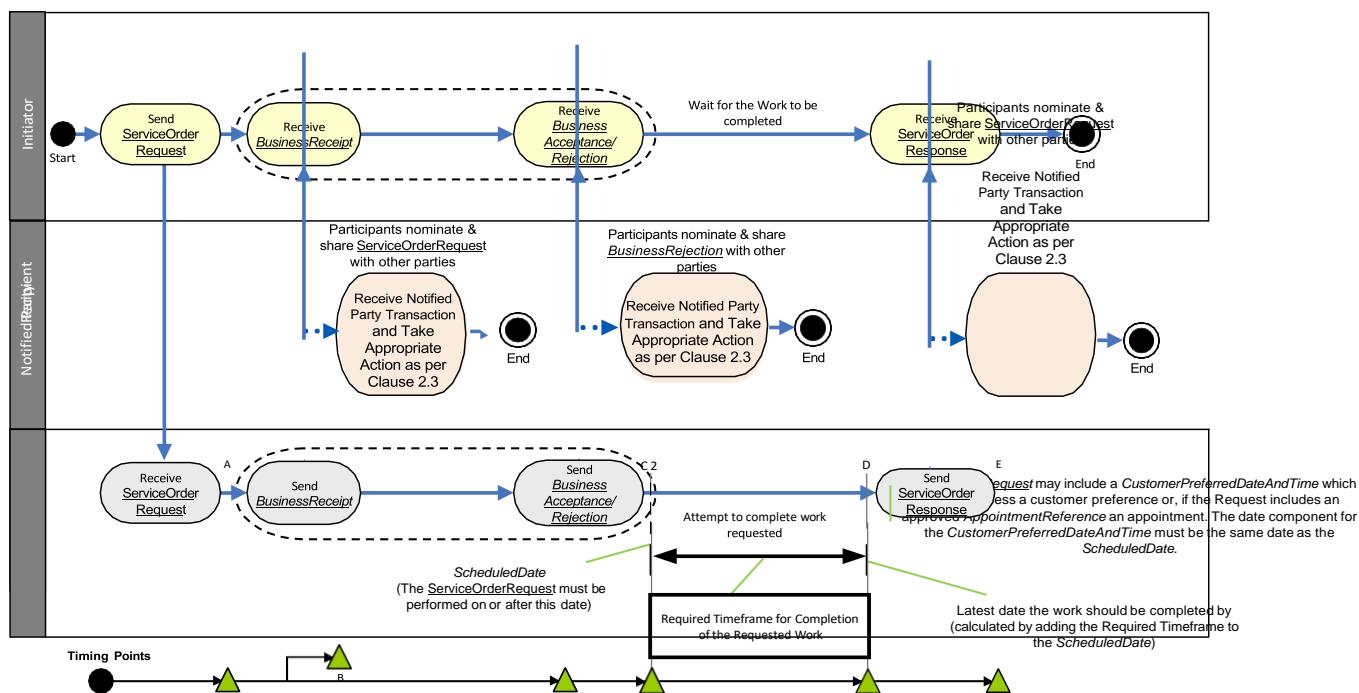 Initiator
Start
Send
ServiceOrder
Request
Receive
BusinessReceipt
Receive
Business
Acceptance/
Rejection
Wait for the Work to be
completed
Receive
ServiceOrder
Response
Participants nominate &
share ServiceOrderRequest
with other parties
End
Receive Notified
Party Transaction
and Take
Appropriate
Action as per
Clause 2.3
Notified Party
Recipient
Participants nominate &
share ServiceOrderRequest
with other parties
Receive Notified
Party Transaction
and Take
Appropriate
Action as per
Clause 2.3
End
Participants nominate & share
BusinessRejection with other
parties
Receive Notified Party
Transaction and Take
Appropriate Action
as per Clause 2.3
End
End
Receive
ServiceOrder
Request
A
Send
BusinessReceipt
Send
Business
Acceptance/
Rejection
C 2
D
E
Send
ServiceOrder
Response
equest may include a CustomerPreferredDateAndTime which
ess a customer preference or, if the Request includes an
approved AppointmentReference an appointment. The date component for
the CustomerPreferredDateAndTime must be the same date as the
ScheduledDate.
Attempt to complete work
requested
ScheduledDate
(The ServiceOrderRequest must be
performed on or after this date)
Required Timeframe for Completion
of the Requested Work
Latest date the work should be completed by
(calculated by adding the Required Timeframe to
the ScheduledDate)
Timing Points
B